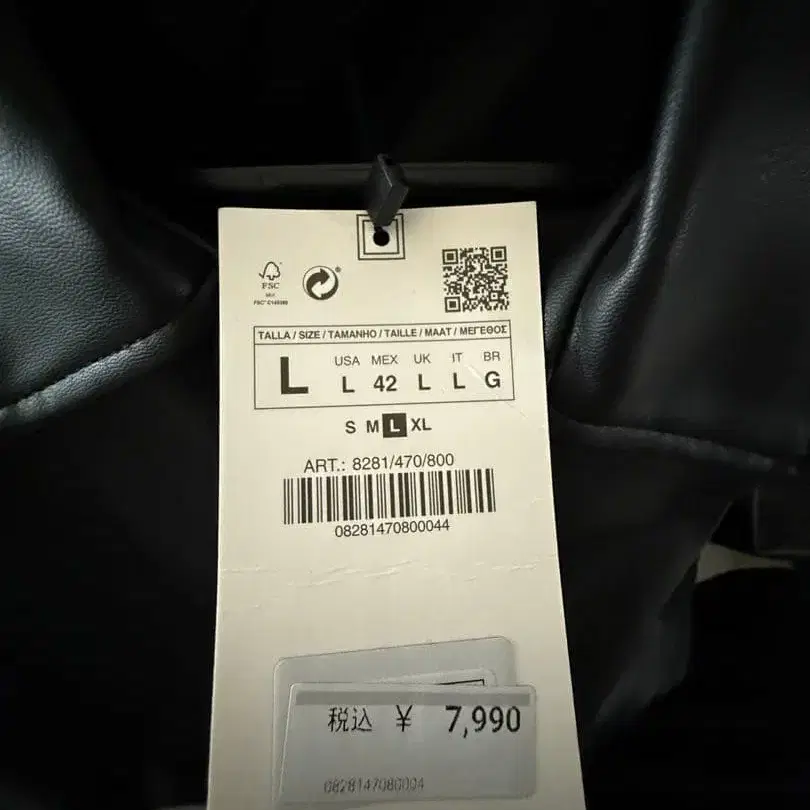 FSC
TALLA / SIZE / TAMANHO / TAILLE / MAAT / ΜΕΓΕΘΟΣ
L
USA MEX UK IT BR
L 42 L L G
S M L XL
ART.: 8281/470/800
08281470800044
税込 ¥ 7,990